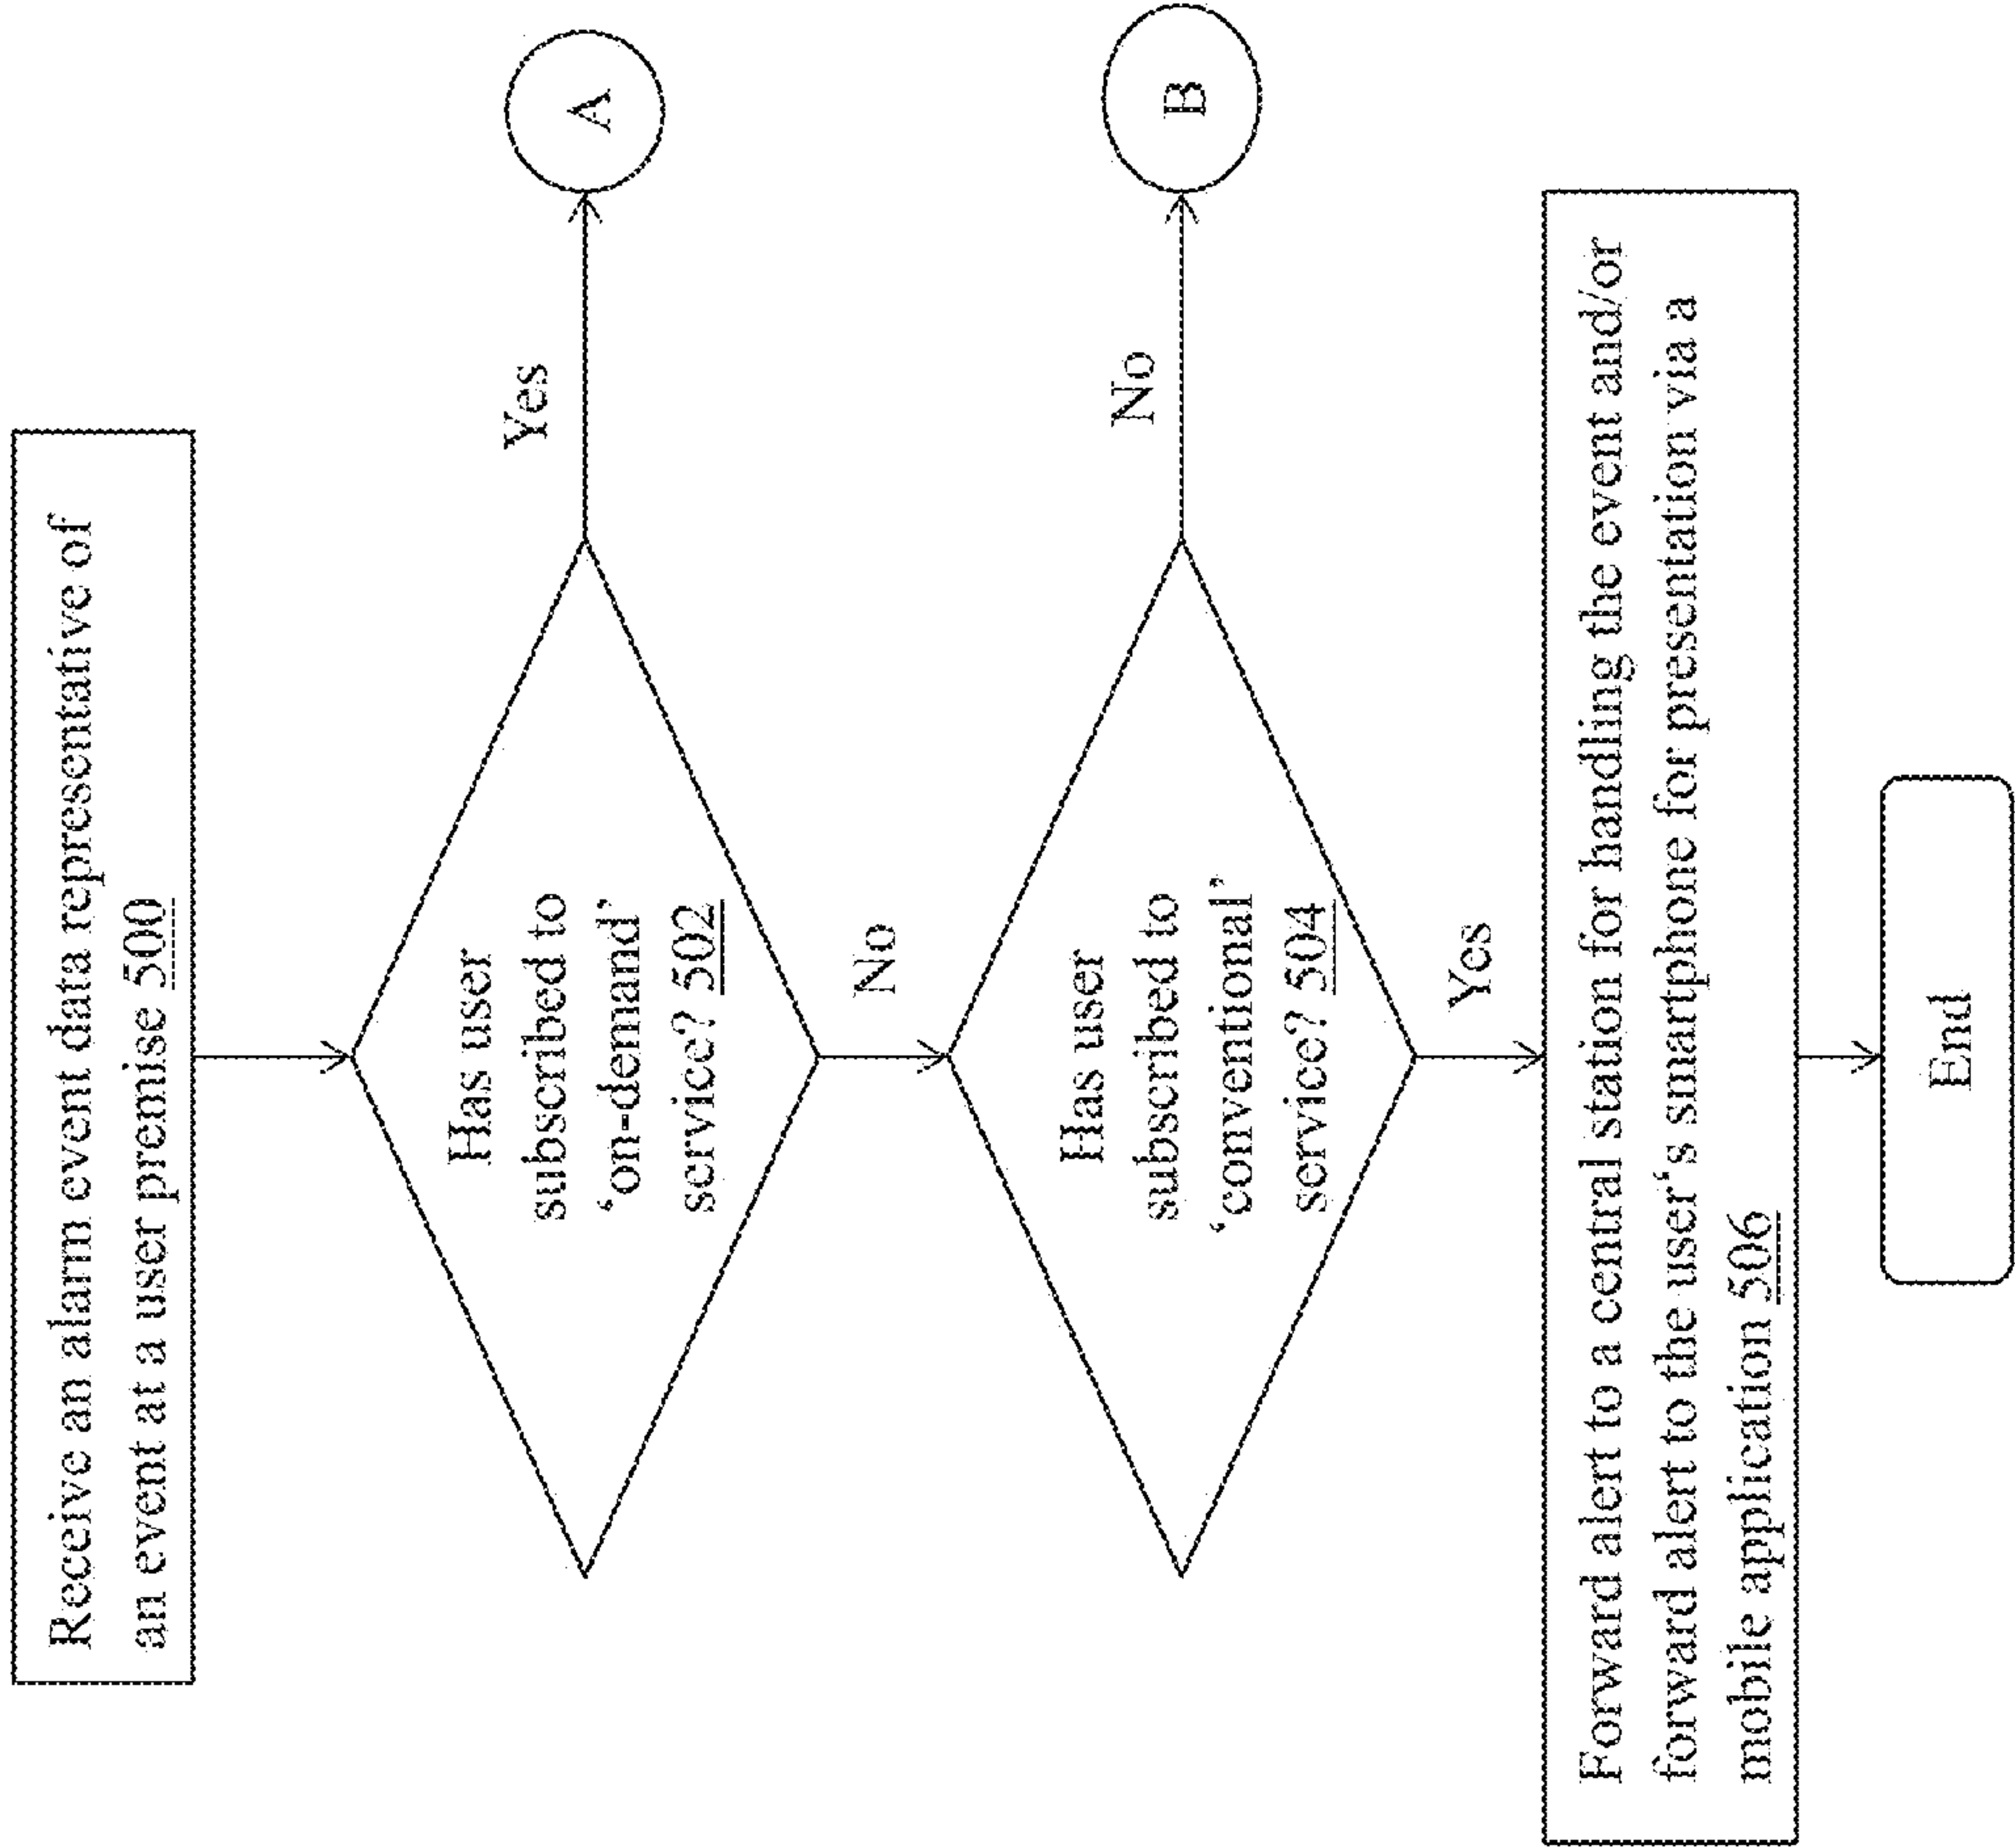 Receive an alarm event data representative of
an event at a user premise 500
Has user
subscribed to
‘on-demand’
service? 502
Yes
A
No
Has user
subscribed to
‘conventional’
service? 504
No
B
Yes
Forward alert to a central station for handling the event and/or
forward alert to the user‘s smartphone for presentation via a
mobile application 506
End